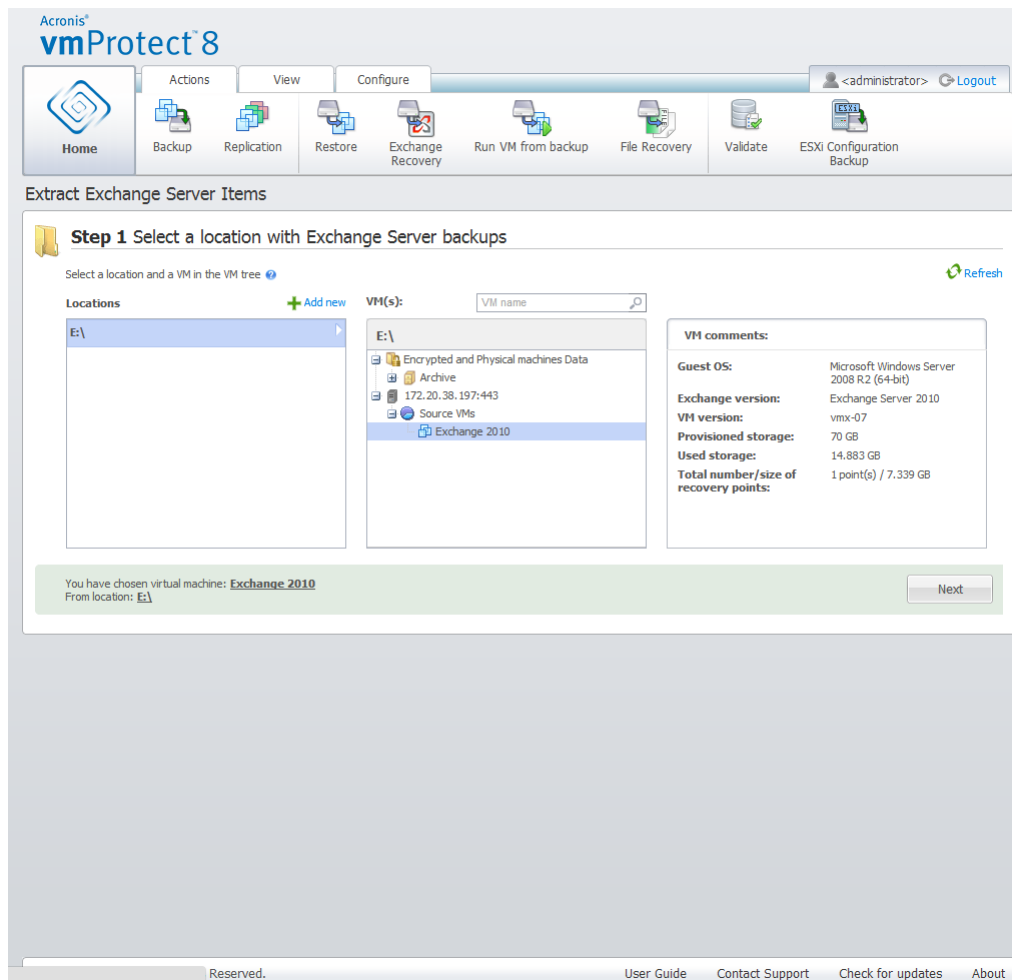 Acronis®
vmProtect™ 8
Actions View Configure
<administrator> Logout
Home
Backup
Replication
Restore
Exchange Recovery
Run VM from backup
File Recovery
Validate
ESXi Configuration Backup
Extract Exchange Server Items
Step 1 Select a location with Exchange Server backups
Select a location and a VM in the VM tree
Refresh
Locations
Add new
E:\
VM(s):
VM name
E:\
Encrypted and Physical machines Data
Archive
172.20.38.197:443
Source VMs
Exchange 2010
VM comments:
Guest OS: Microsoft Windows Server
2008 R2 (64-bit)
Exchange version: Exchange Server 2010
VM version: vmx-07
Provisioned storage: 70 GB
Used storage: 14.883 GB
Total number/size of recovery points: 1 point(s) / 7.339 GB
You have chosen virtual machine: Exchange 2010
From location: E:\
Next
Reserved.
User Guide Contact Support Check for updates About